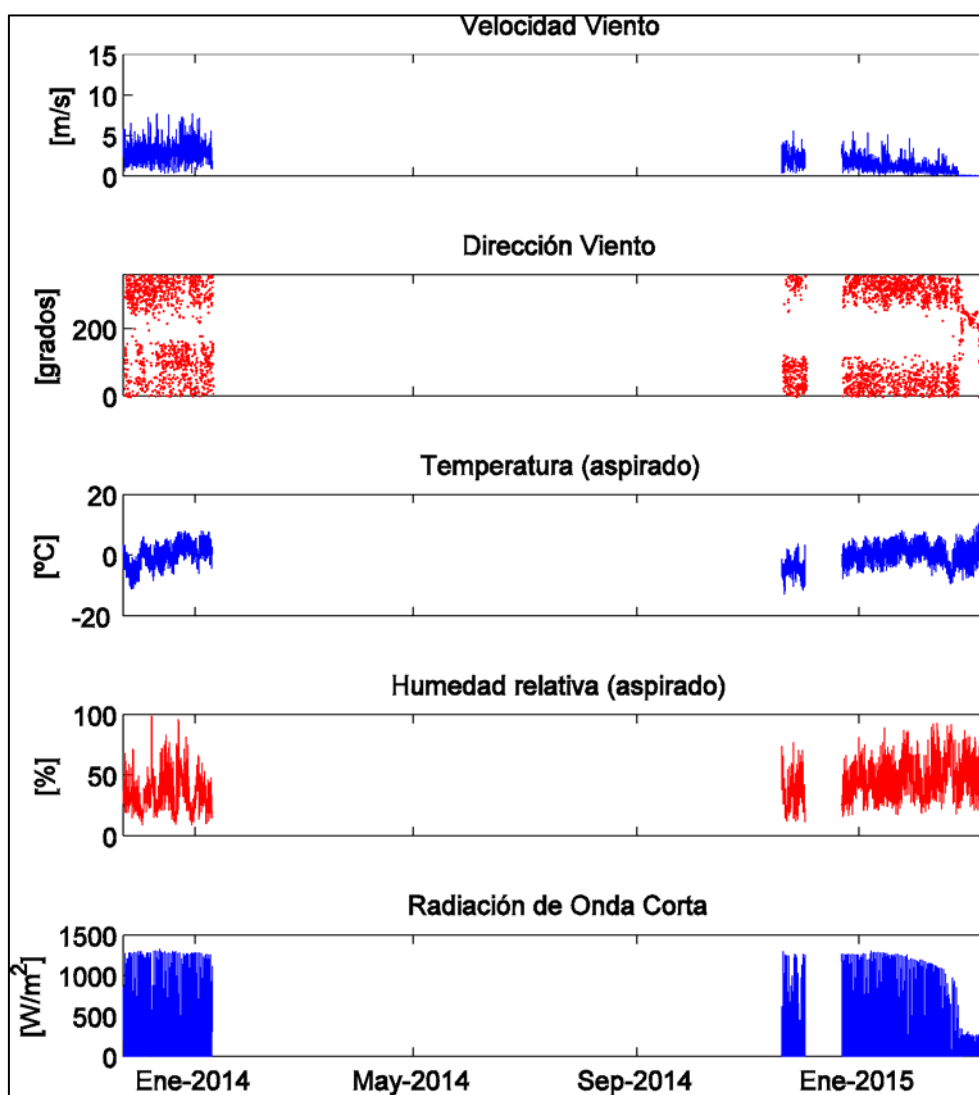 Velocidad Viento
15
10
5
0
[m/s]
Dirección Viento
200
0
[grados]
Temperatura (aspirado)
20
0
-20
[ºC]
Humedad relativa (aspirado)
100
50
0
[%]
Radiación de Onda Corta
1500
1000
500
0
[W/m²]
Ene-2014 May-2014 Sep-2014 Ene-2015